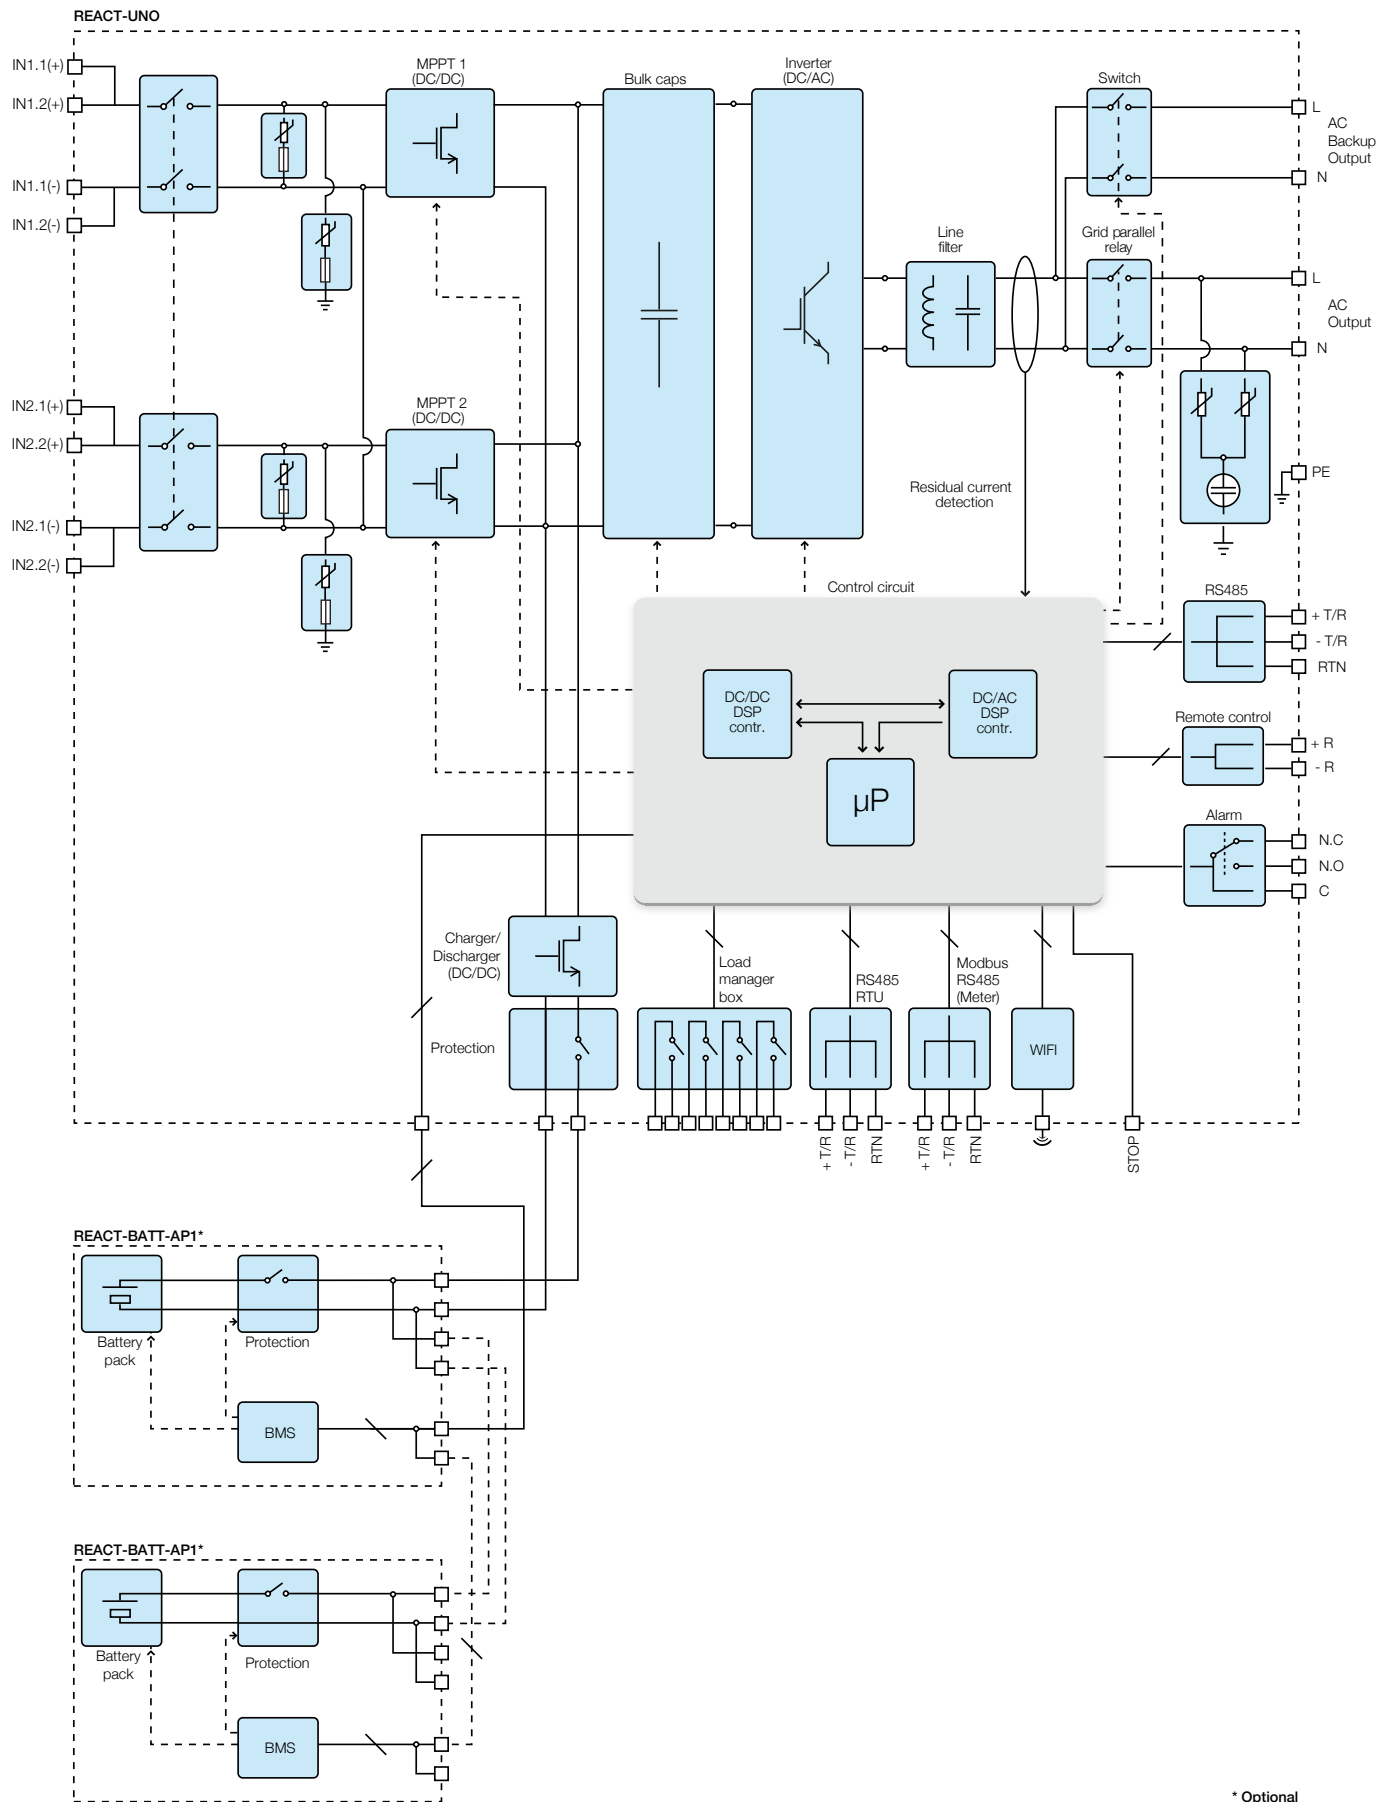 REACT-UNO
IN1.1(+)
IN1.2(+)
IN1.1(-)
IN1.2(-)
MPPT 1
(DC/DC)
Bulk caps
Inverter
(DC/AC)
Switch
L
AC
Backup
Output
N
Line
filter
Grid parallel
relay
L
AC
Output
N
IN2.1(+)
IN2.2(+)
IN2.1(-)
IN2.2(-)
MPPT 2
(DC/DC)
Residual current
detection
PE
Control circuit
RS485
+ T/R
- T/R
RTN
DC/DC
DSP
contr.
DC/AC
DSP
contr.
µP
Remote control
+ R
- R
Alarm
N.C
N.O
C
Charger/
Discharger
(DC/DC)
Protection
Load
manager
box
RS485
RTU
Modbus
RS485
(Meter)
WIFI
+ T/R
- T/R
RTN
+ T/R
- T/R
RTN
STOP
REACT-BATT-AP1*
Battery
pack
Protection
BMS
REACT-BATT-AP1*
Battery
pack
Protection
BMS
* Optional